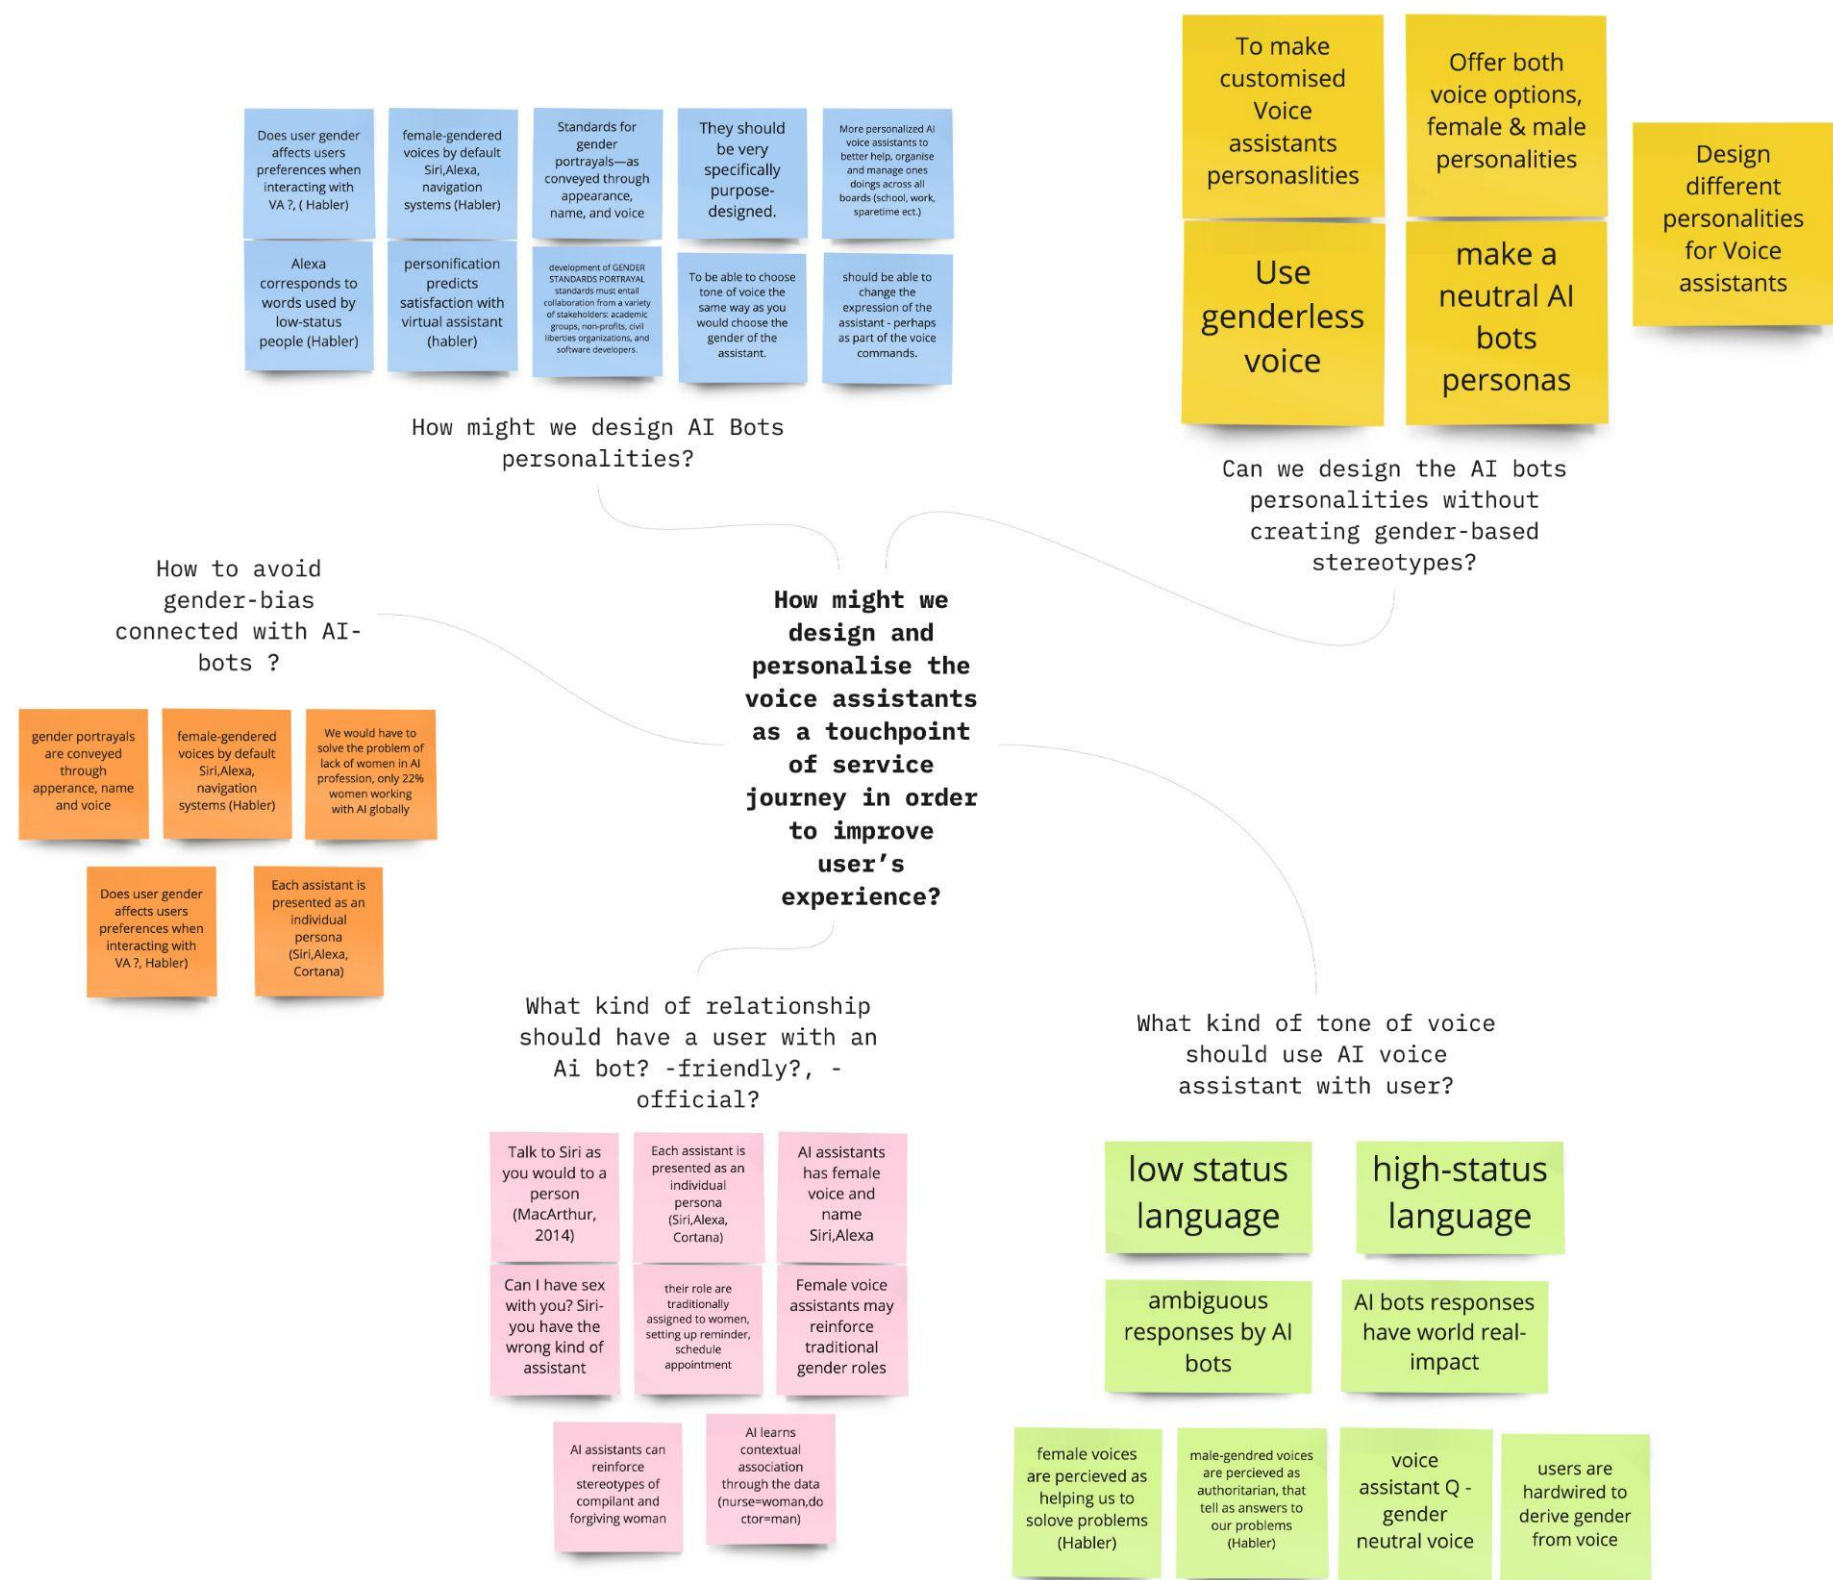 Does user gender
affects users
preferences when
interacting with
VA ?, ( Habler)
female-gendered
voices by default
Siri,Alexa,
navigation
systems (Habler)
Standards for
gender
portrayals—as
conveyed through
appearance,
name, and voice
They should
be very
specifically
purpose-
designed.
More personalized AI
voice assistants to
better help, organise
and manage ones
doings across all
boards (school, work,
sparetime ect.)
Alexa
corresponds to
words used by
low-status
people (Habler)
personification
predicts
satisfaction with
virtual assistant
(habler)
development of GENDER
STANDARDS PORTRAYAL
standards must entail
collaboration from a variety
of stakeholders: academic
groups, non-profits, civil
liberties organizations, and
software developers.
To be able to choose
tone of voice the
same way as you
would choose the
gender of the
assistant.
should be able to
change the
expression of the
assistant - perhaps
as part of the voice
commands.
How might we design AI Bots
personalities?
To make
customised
Voice
assistants
personaslities
Offer both
voice options,
female & male
personalities
Design
different
personalities
for Voice
assistants
Use
genderless
voice
make a
neutral AI
bots
personas
Can we design the AI bots
personalities without
creating gender-based
stereotypes?
How to avoid
gender-bias
connected with AI-
bots ?
gender portrayals
are conveyed
through
apperance, name
and voice
female-gendered
voices by default
Siri,Alexa,
navigation
systems (Habler)
We would have to
solve the problem of
lack of women in AI
profession, only 22%
women working
with AI globally
Does user gender
affects users
preferences when
interacting with
VA ?, Habler)
Each assistant is
presented as an
individual
persona
(Siri,Alexa,
Cortana)
How might we
design and
personalise the
voice assistants
as a touchpoint
of service
journey in order
to improve
user’s
experience?
What kind of relationship
should have a user with an
Ai bot? -friendly?, -
official?
Talk to Siri as
you would to a
person
(MacArthur,
2014)
Each assistant is
presented as an
individual
persona
(Siri,Alexa,
Cortana)
AI assistants
has female
voice and
name
Siri,Alexa
Can I have sex
with you? Siri-
you have the
wrong kind of
assistant
their role are
traditionally
assigned to women,
setting up reminder,
schedule
appointment
Female voice
assistants may
reinforce
traditional
gender roles
AI assistants can
reinforce
stereotypes of
compilant and
forgiving woman
AI learns
contextual
association
through the data
(nurse=woman,do
ctor=man)
What kind of tone of voice
should use AI voice
assistant with user?
low status
language
high-status
language
ambiguous
responses by AI
bots
AI bots responses
have world real-
impact
female voices
are percieved as
helping us to
solove problems
(Habler)
male-gendred voices
are percieved as
authoritarian, that
tell as answers to
our problems
(Habler)
voice
assistant Q -
gender
neutral voice
users are
hardwired to
derive gender
from voice